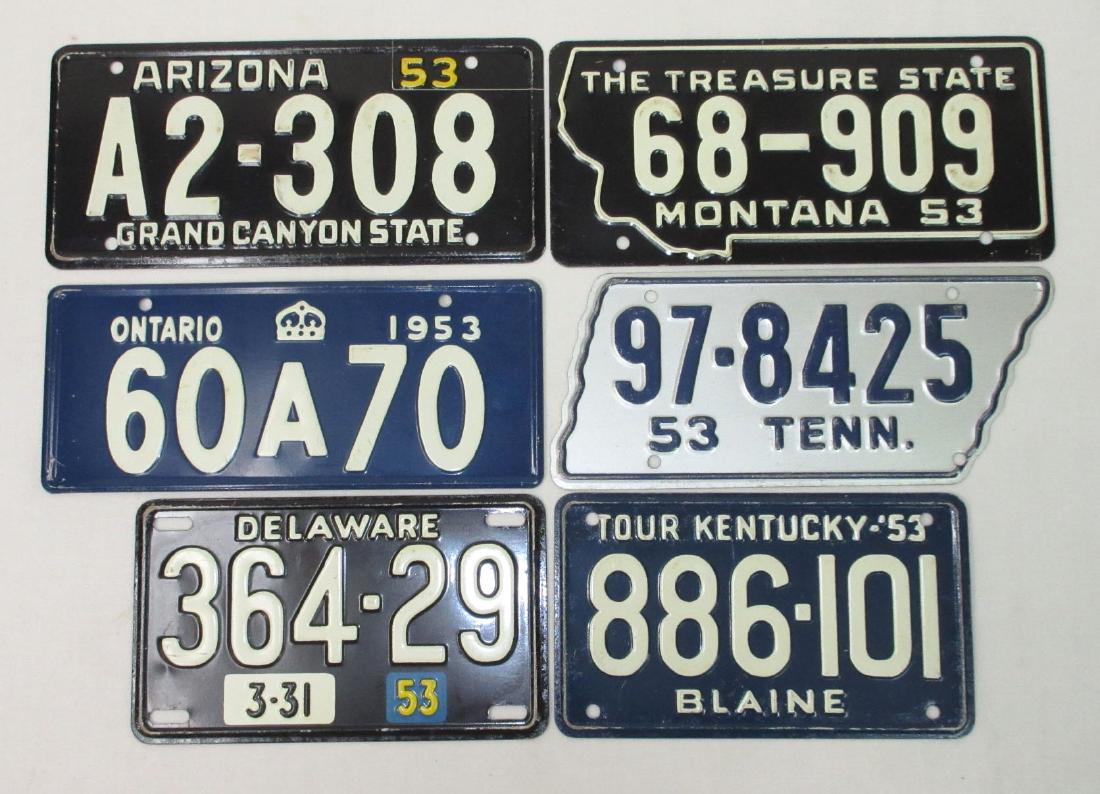 ARIZONA 53
A2-308
GRAND CANYON STATE
THE TREASURE STATE
68-909
MONTANA 53
ONTARIO 1953
60A70
97·8425
53 TENN.
DELAWARE
364-29
3-31 53
TOUR KENTUCKY-'53
886·101
BLAINE